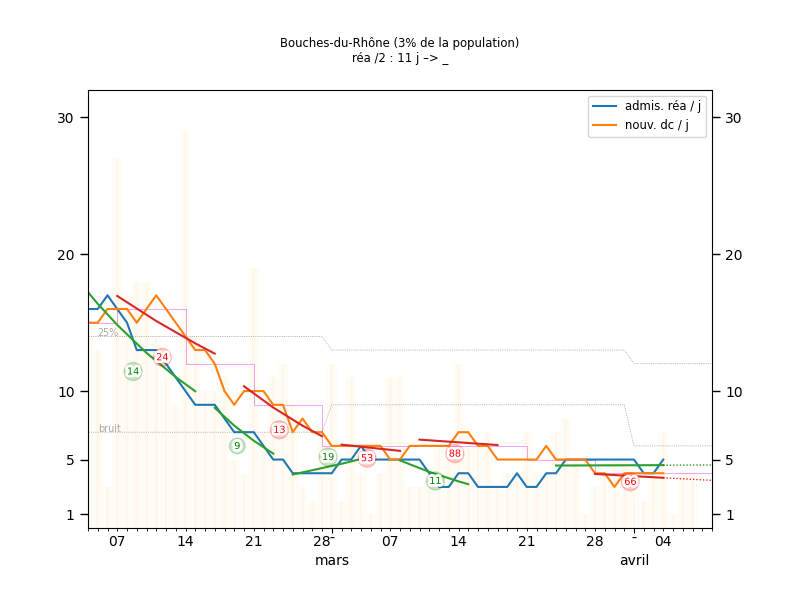 Bouches-du-Rhône (3% de la population)
réa /2 : 11 j –> _
admis. réa / j
nouv. dc / j
30 30
20 20
10 10
5 5
1 1
25%
bruit
14
24
9
13
-19
53
11
88
66
07 14 21 28 - 07 14 21 28 - 04
mars avril